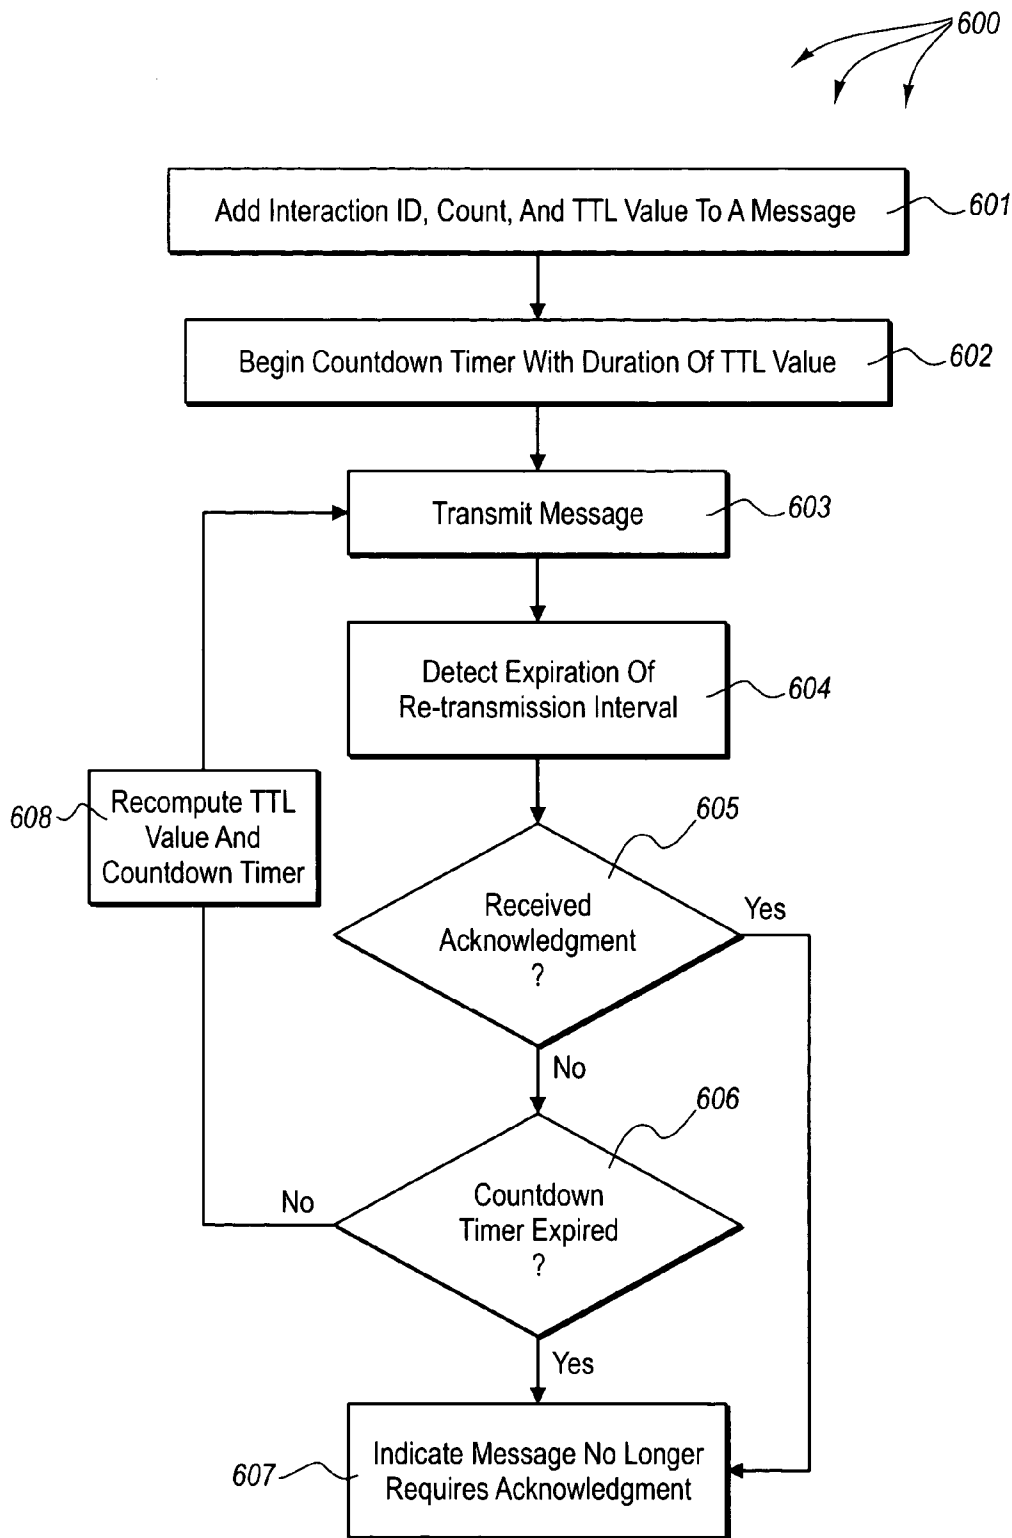 600
Add Interaction ID, Count, And TTL Value To A Message
601
Begin Countdown Timer With Duration Of TTL Value
602
Transmit Message
603
Detect Expiration Of
Re-transmission Interval
604
608
Recompute TTL
Value And
Countdown Timer
605
Received
Acknowledgment
?
Yes
No
606
Countdown
Timer Expired
?
No
Yes
607
Indicate Message No Longer
Requires Acknowledgment